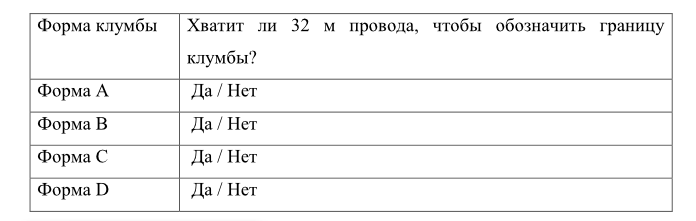 Форма клумбы
Хватит ли 32 м провода, чтобы обозначить границу
клумбы?
Форма А
Да / Нет
Форма В
Да / Нет
Форма С
Да / Нет
Форма D
Да / Нет